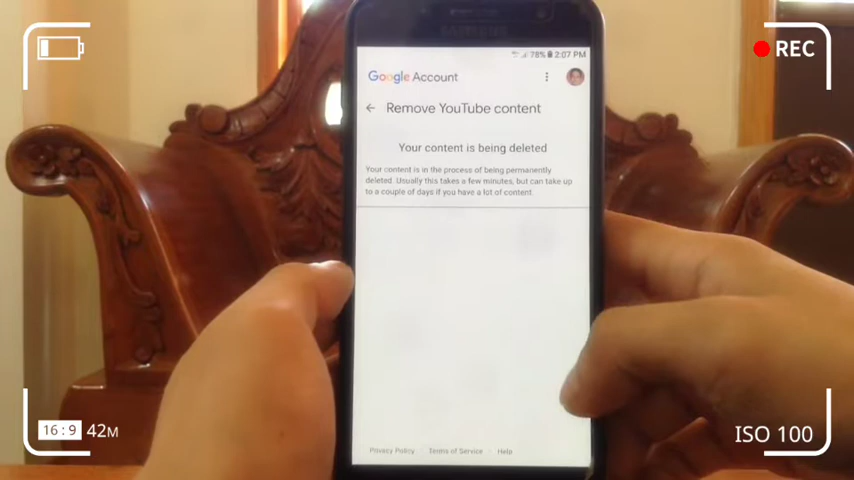 REC
SAMSUNG
78% 2:07 PM
Google Account
Remove YouTube content
Your content is being deleted
Your content is in the process of being permanently
deleted. Usually this takes a few minutes, but can take up
to a couple of days if you have a lot of content.
16:9 42M
ISO 100
Privacy Policy · Terms of Service · Help